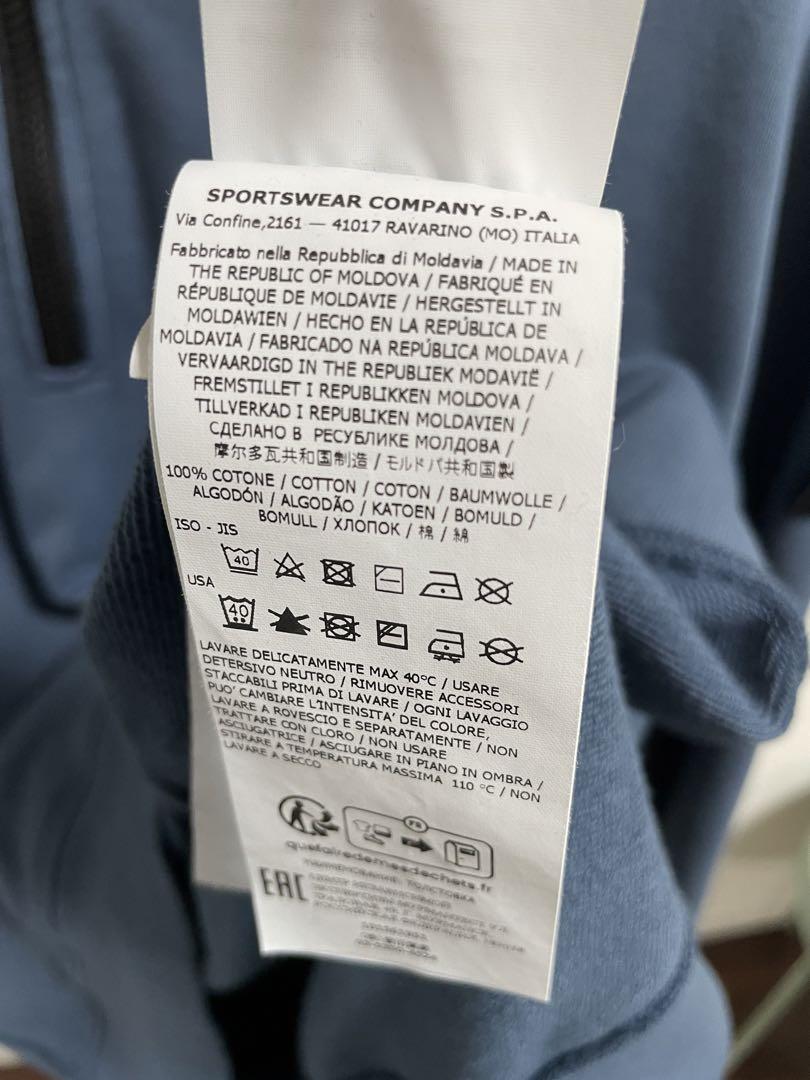 SPORTSWEAR COMPANY S.P.A.
Via Confine,2161 — 41017 RAVARINO (MO) ITALIA
Fabbricato nella Repubblica di Moldavia / MADE IN
THE REPUBLIC OF MOLDOVA / FABRIQUÉ EN
RÉPUBLIQUE DE MOLDAVIE / HERGESTELLT IN
MOLDAWIEN / HECHO EN LA REPÚBLICA DE
MOLDAVIA / FABRICADO NA REPÚBLICA MOLDAVA /
VERVAARDIGD IN THE REPUBLIEK MODAVIË /
FREMSTILLET I REPUBLIKKEN MOLDOVA /
TILLVERKAD I REPUBLIKEN MOLDAVIEN /
СДЕЛАНО В РЕСУБЛИКЕ МОЛДОВА /
摩尔多瓦共和国制造 / モルドバ共和国製
100% COTONE / COTTON / COTON / BAUMWOLLE /
ALGODÓN / ALGODÃO / KATOEN / BOMULD /
BOMULL / ХЛОПОК / 棉 / 綿
ISO - JIS
40
USA
40
LAVARE DELICATAMENTE MAX 40°C / USARE
DETERSIVO NEUTRO / RIMUOVERE ACCESSORI
STACCABILI PRIMA DI LAVARE / OGNI LAVAGGIO
PUO' CAMBIARE L'INTENSITA' DEL COLORE,
LAVARE A ROVESCIO E SEPARATAMENTE / NON
TRATTARE CON CLORO / NON USARE
ASCIUGATRICE / ASCIUGARE IN PIANO IN OMBRA /
STIRARE A TEMPERATURA MASSIMA 110 °C / NON
LAVARE A SECCO
FR
quefairedemesdechets.fr
EAC